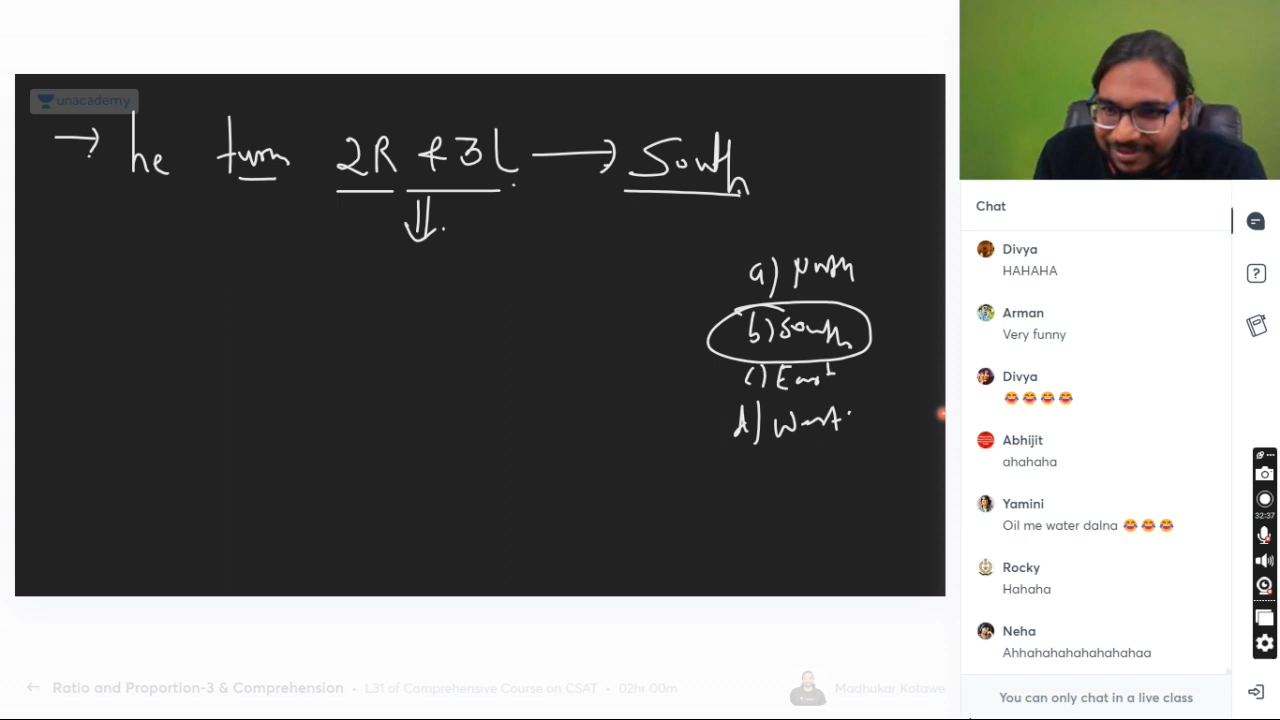 unacademy
→ he turn 2R & 3L → South
⇓
a) North
b) South
c) East
d) West
← Ratio and Proportion-3 & Comprehension • L31 of Comprehensive Course on CSAT • 02hr 00m
Madhukar Kotawe
Chat
Divya
HAHAHA
Arman
Very funny
Divya
😂😂😂😂
Abhijit
ahahaha
Yamini
Oil me water dalna 😂😂😂
Rocky
Hahaha
Neha
Ahhahahahahahahahaa
You can only chat in a live class
32:37